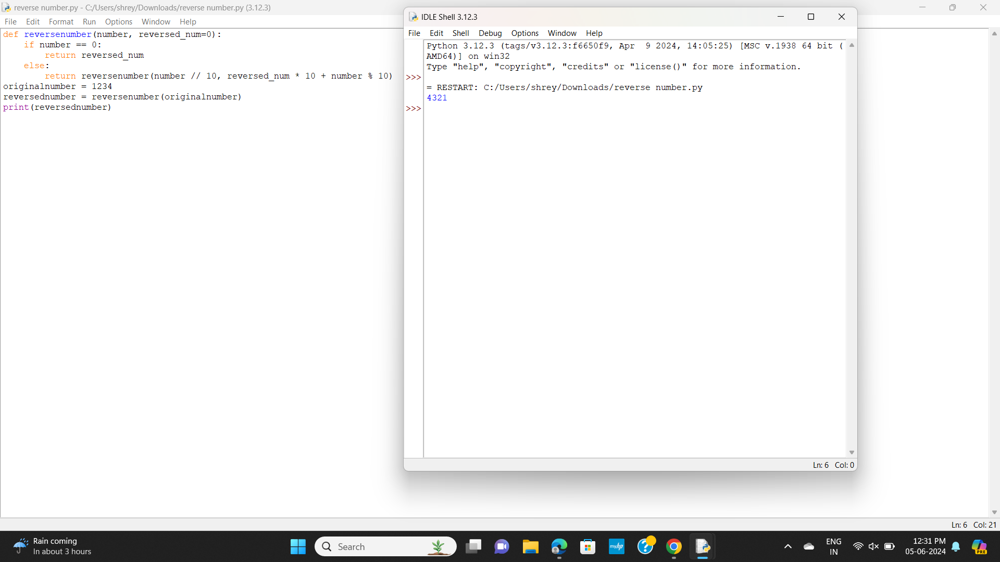 reverse number.py - C:/Users/shrey/Downloads/reverse number.py (3.12.3)
File Edit Format Run Options Window Help
def reversenumber(number, reversed_num=0):
    if number == 0:
        return reversed_num
    else:
        return reversenumber(number // 10, reversed_num * 10 + number % 10)
originalnumber = 1234
reversednumber = reversenumber(originalnumber)
print(reversednumber)
IDLE Shell 3.12.3
File Edit Shell Debug Options Window Help
Python 3.12.3 (tags/v3.12.3:f6650f9, Apr  9 2024, 14:05:25) [MSC v.1938 64 bit (
AMD64)] on win32
Type "help", "copyright", "credits" or "license()" for more information.
>>>
= RESTART: C:/Users/shrey/Downloads/reverse number.py
4321
>>>
Ln: 6 Col: 0
Ln: 6 Col: 21
Rain coming
In about 3 hours
Search
myhp
ENG
IN
12:31 PM
05-06-2024
PRE